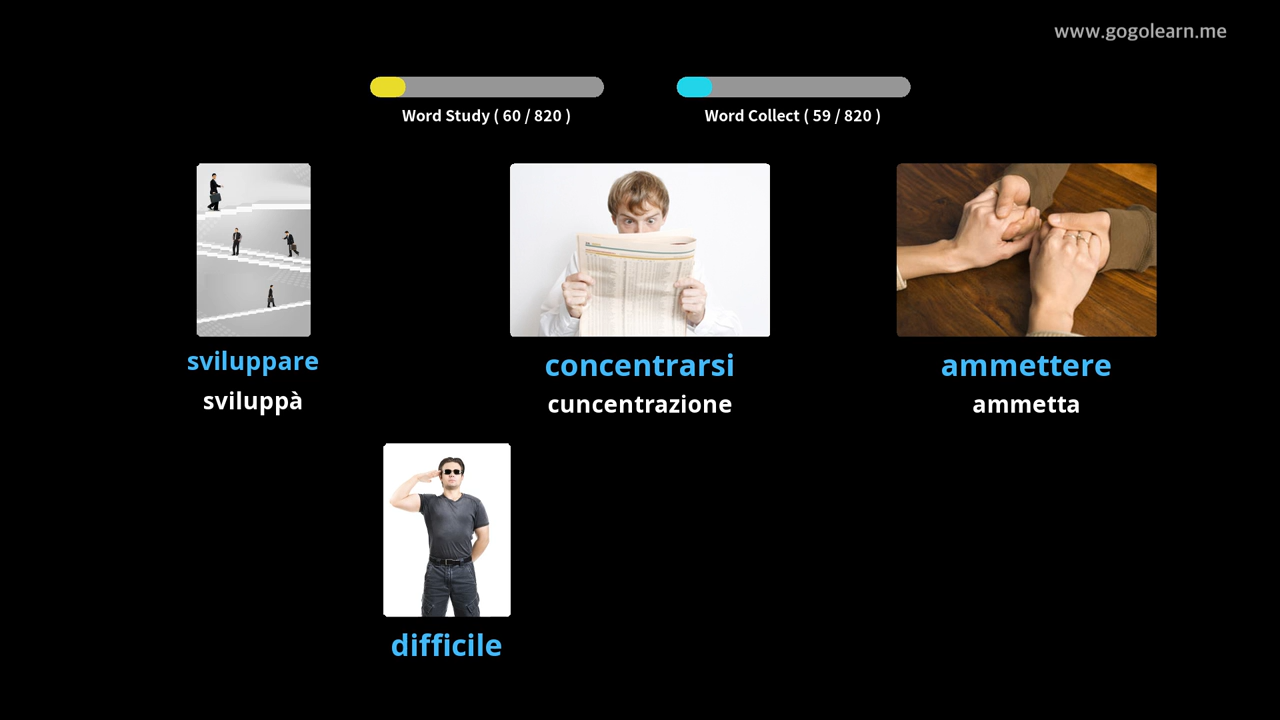 www.gogolearn.me
Word Study ( 60 / 820 )
Word Collect ( 59 / 820 )
sviluppare
sviluppà
concentrarsi
cuncentrazione
ammettere
ammetta
difficile